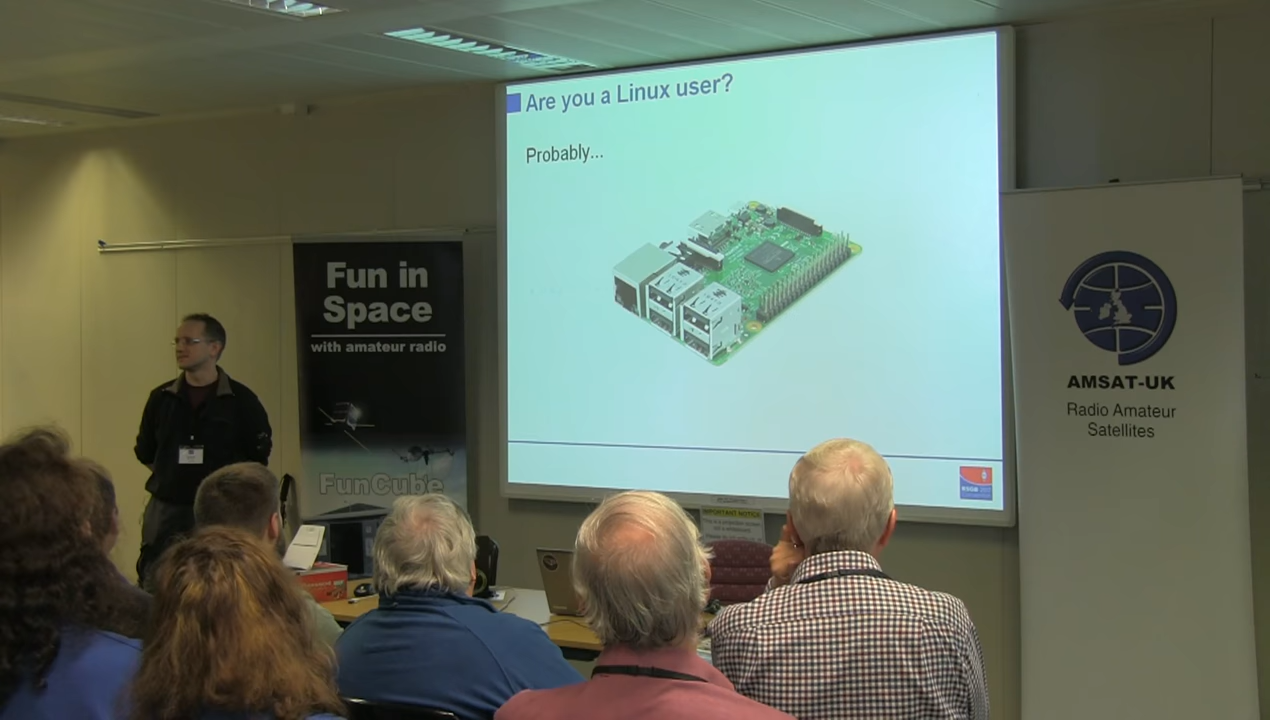 Are you a Linux user?
Probably...
Fun in
Space
with amateur radio
FunCube
AMSAT-UK
Radio Amateur
Satellites
IMPORTANT NOTICE
RSGB